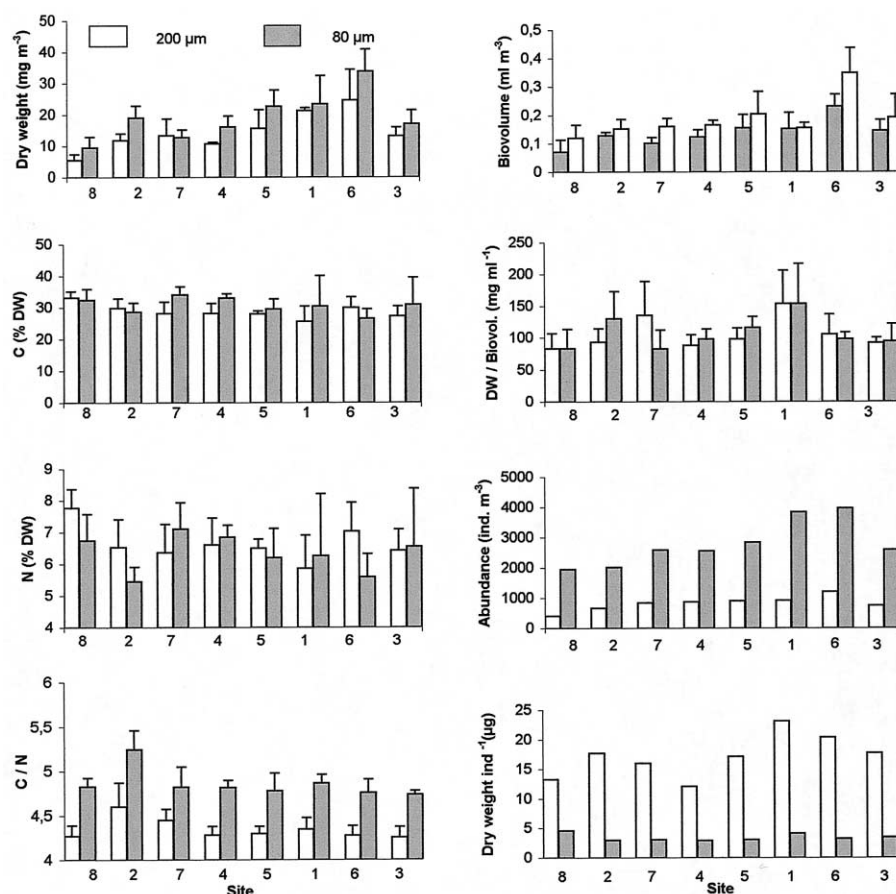 Dry weight (mg m⁻³)
50
40
30
20
10
0
200 µm
80 µm
8 2 7 4 5 1 6 3
Biovolume (ml m⁻³)
0,5
0,4
0,3
0,2
0,1
0
8 2 7 4 5 1 6 3
C (% DW)
50
40
30
20
10
0
8 2 7 4 5 1 6 3
DW / Biovol. (mg ml⁻¹)
250
200
150
100
50
0
8 2 7 4 5 1 6 3
N (% DW)
9
8
7
6
5
4
8 2 7 4 5 1 6 3
Abundance (ind. m⁻³)
5000
4000
3000
2000
1000
0
8 2 7 4 5 1 6 3
C / N
6
5,5
5
4,5
4
8 2 7 4 5 1 6 3
Site
Dry weight ind ⁻¹(µg)
25
20
15
10
5
0
8 2 7 4 5 1 6 3
Site